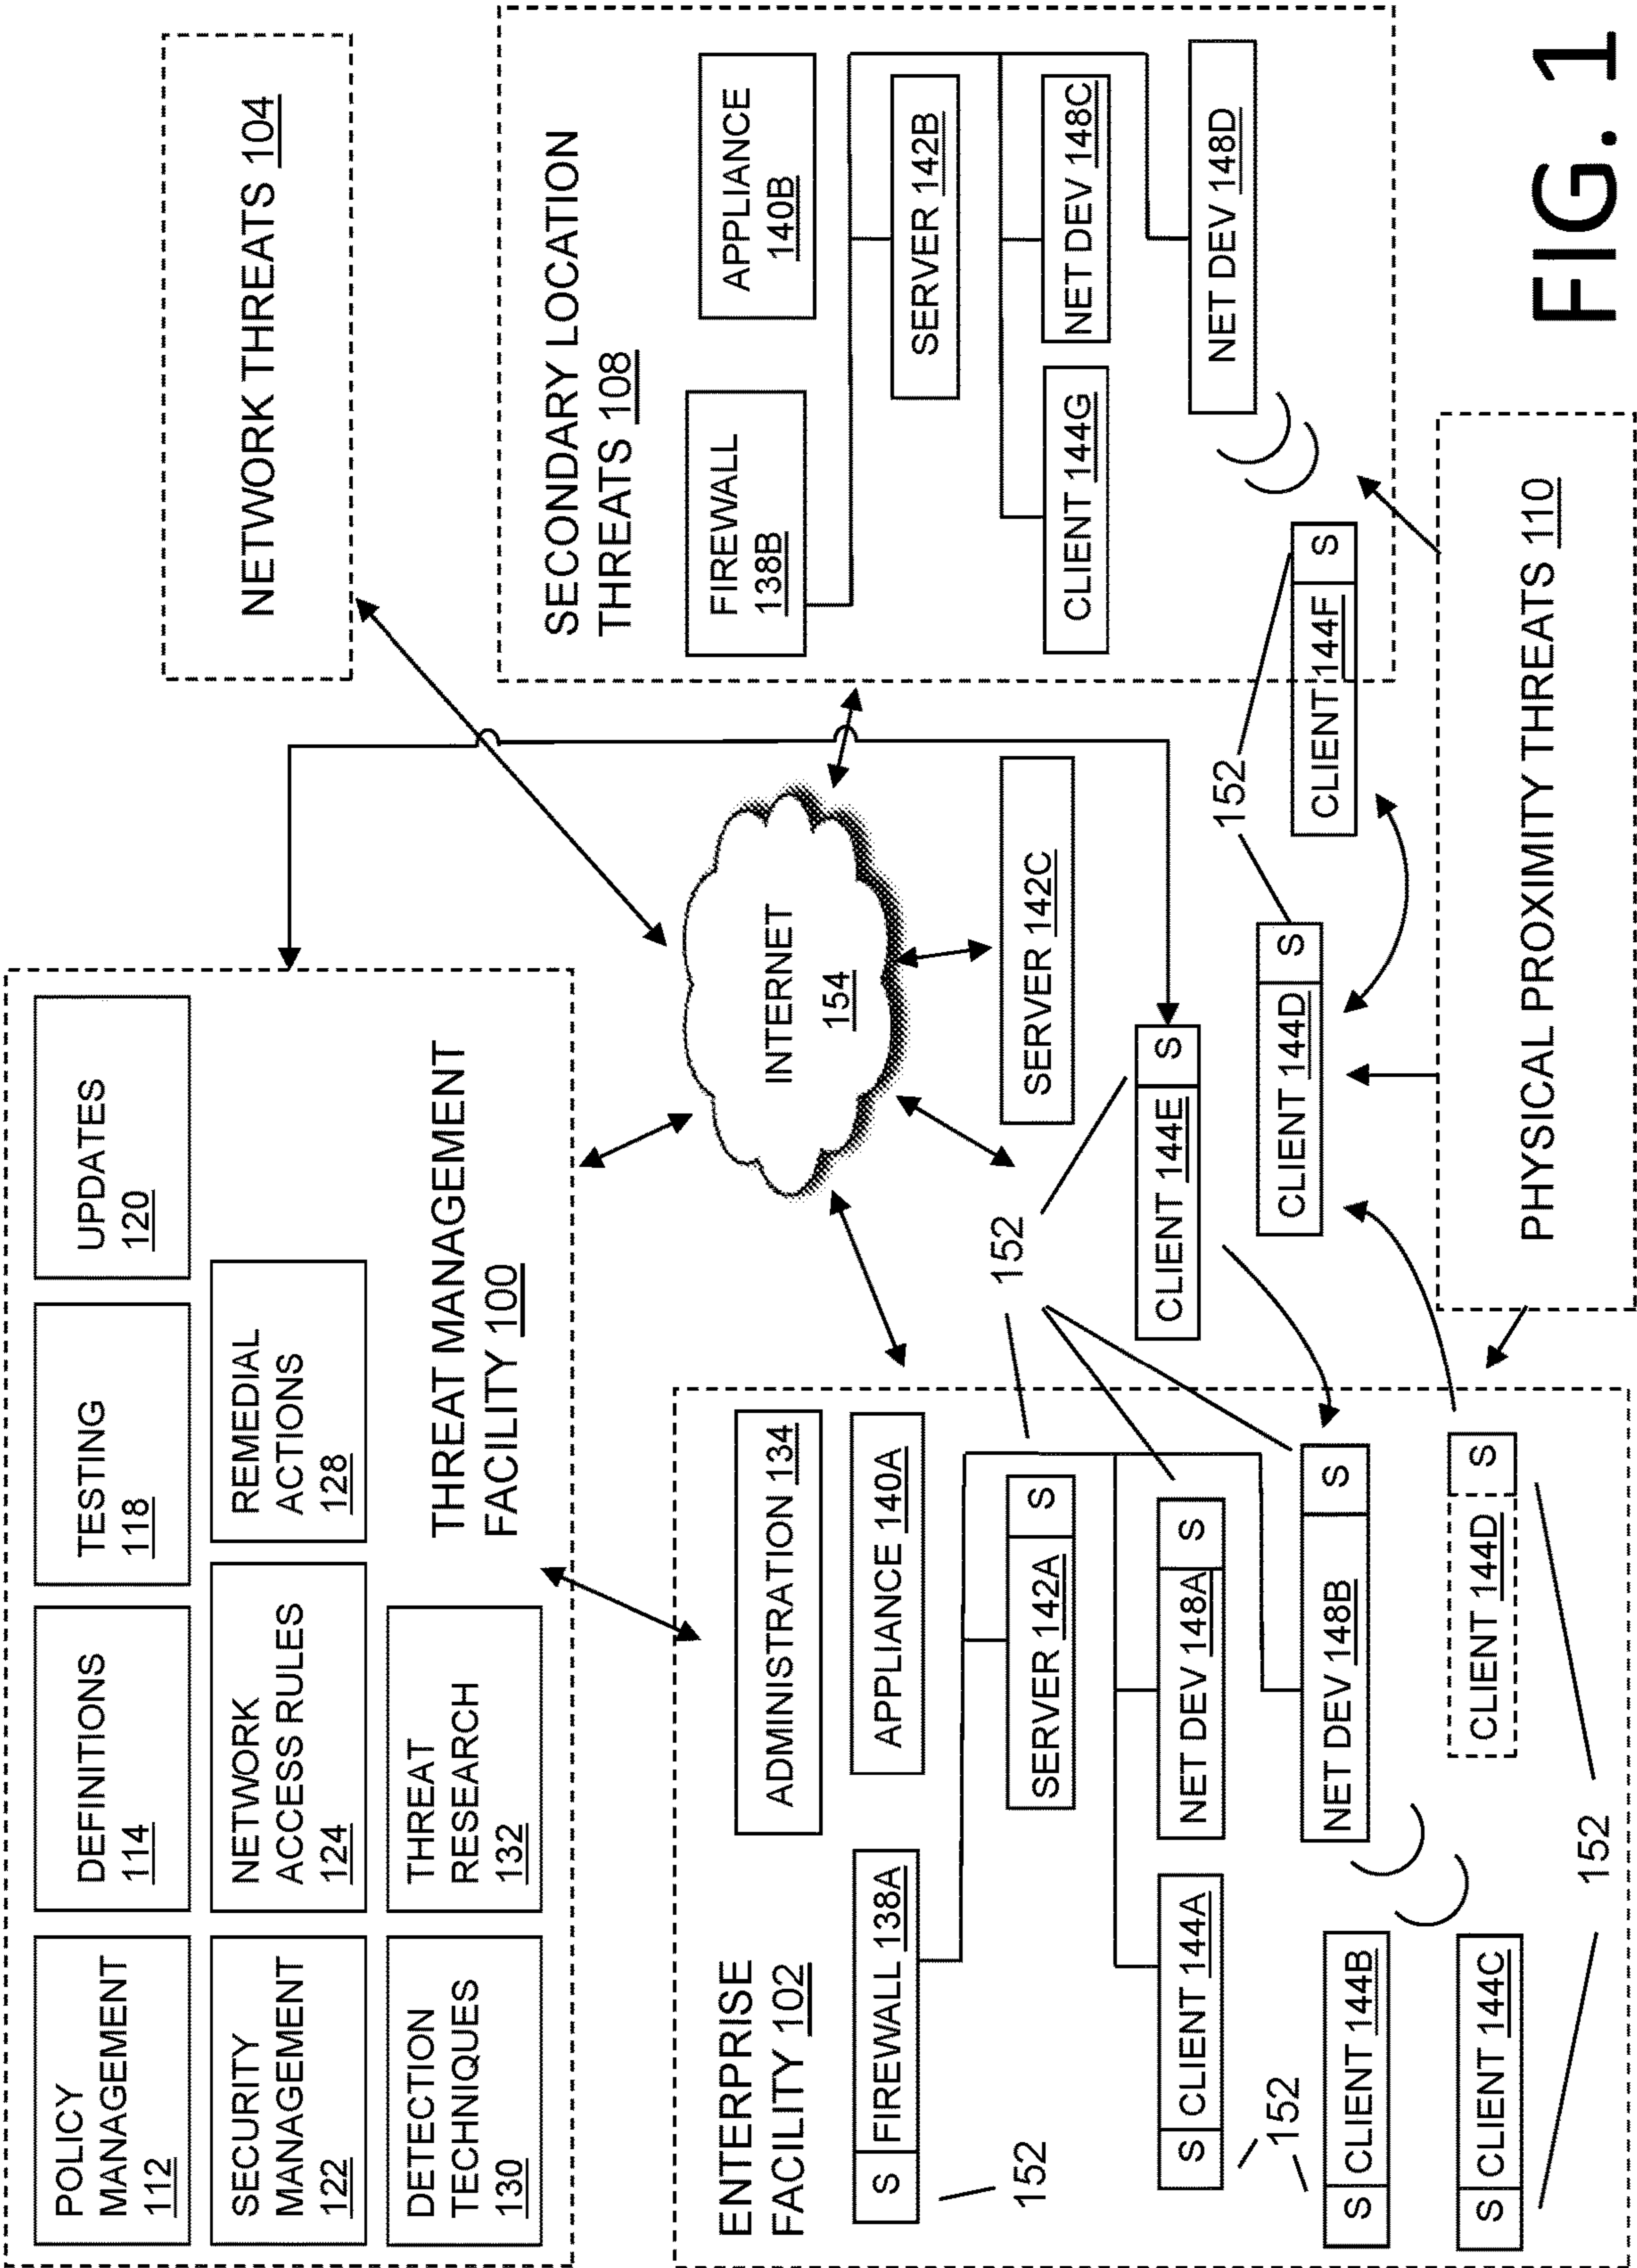 POLICY
MANAGEMENT
112
DEFINITIONS
114
TESTING
118
UPDATES
120
SECURITY
MANAGEMENT
122
NETWORK
ACCESS RULES
124
REMEDIAL
ACTIONS
128
DETECTION
TECHNIQUES
130
THREAT
RESEARCH
132
THREAT MANAGEMENT
FACILITY 100
NETWORK THREATS 104
INTERNET
154
SECONDARY LOCATION
THREATS 108
FIREWALL
138B
APPLIANCE
140B
SERVER 142B
CLIENT 144G
NET DEV 148C
NET DEV 148D
ENTERPRISE
FACILITY 102
ADMINISTRATION 134
S FIREWALL 138A
APPLIANCE 140A
152
SERVER 142A S
152
SERVER 142C
S CLIENT 144A
NET DEV 148A S
CLIENT 144E S
152
152
S CLIENT 144B
NET DEV 148B S
CLIENT 144D S
CLIENT 144F S
S CLIENT 144C
CLIENT 144D S
152
PHYSICAL PROXIMITY THREATS 110
FIG. 1